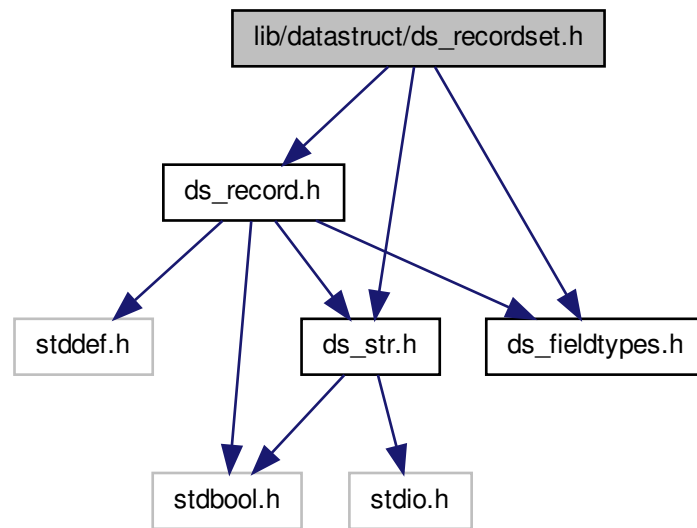 lib/datastruct/ds_recordset.h
ds_record.h
stddef.h
ds_str.h
ds_fieldtypes.h
stdbool.h
stdio.h